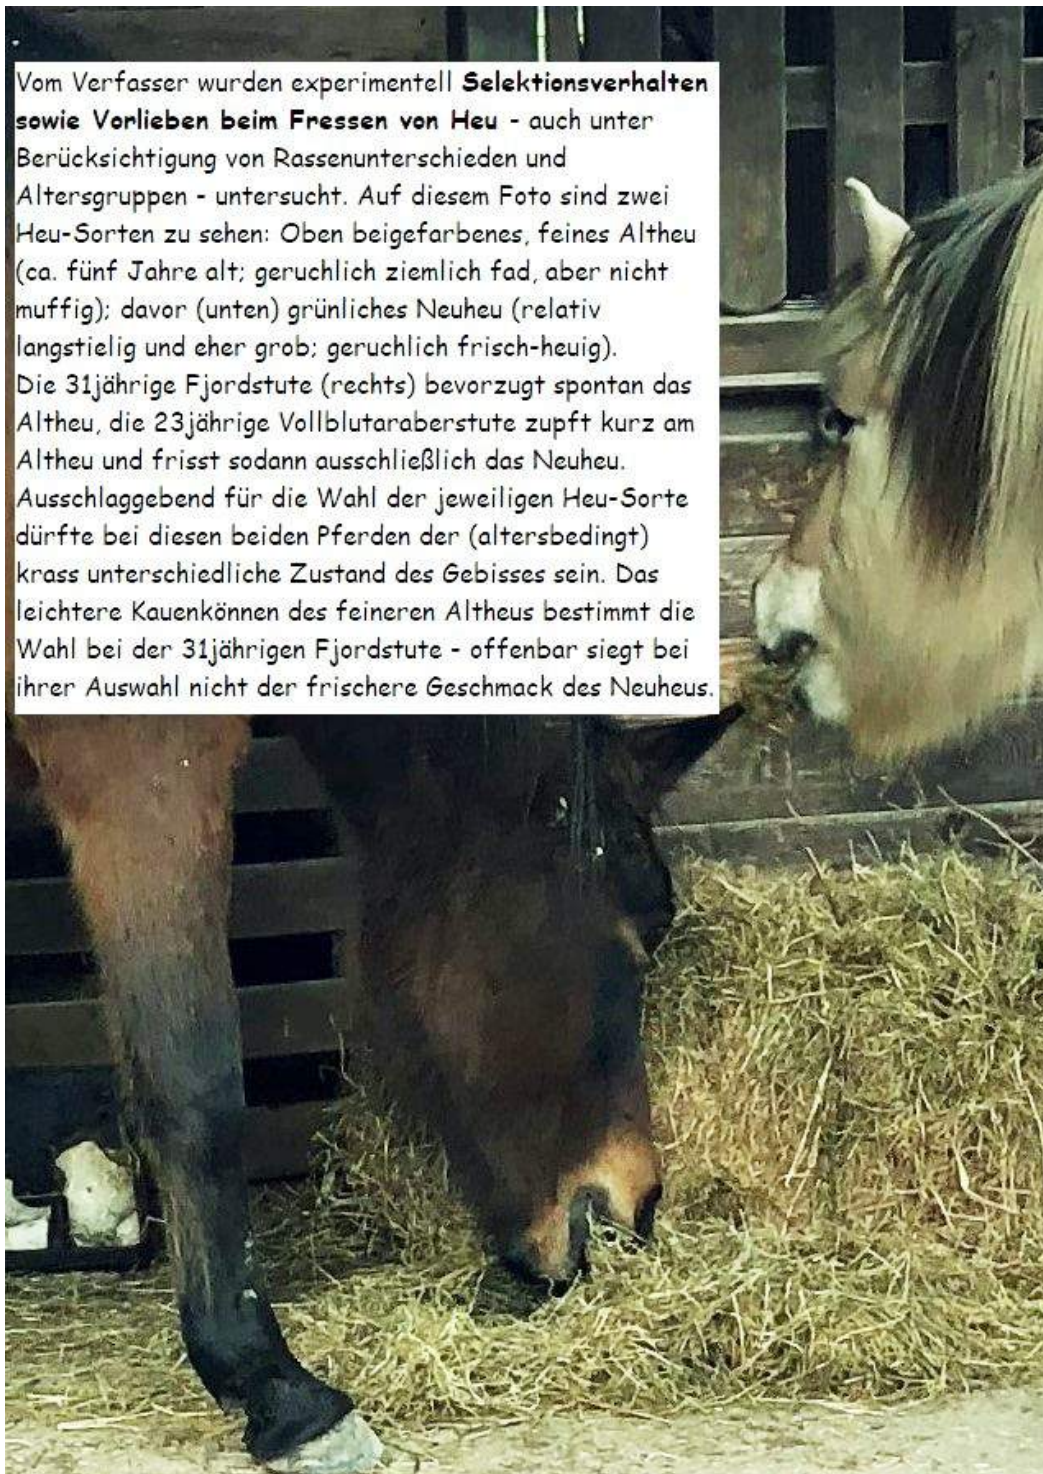 Vom Verfasser wurden experimentell Selektionsverhalten
sowie Vorlieben beim Fressen von Heu - auch unter
Berücksichtigung von Rassenunterschieden und
Altersgruppen - untersucht. Auf diesem Foto sind zwei
Heu-Sorten zu sehen: Oben beigefarbenes, feines Altheu
(ca. fünf Jahre alt; geruchlich ziemlich fad, aber nicht
muffig); davor (unten) grünliches Neuheu (relativ
langstielig und eher grob; geruchlich frisch-heuig).
Die 31jährige Fjordstute (rechts) bevorzugt spontan das
Altheu, die 23jährige Vollblutaraberstute zupft kurz am
Altheu und frisst sodann ausschließlich das Neuheu.
Ausschlaggebend für die Wahl der jeweiligen Heu-Sorte
dürfte bei diesen beiden Pferden der (altersbedingt)
krass unterschiedliche Zustand des Gebisses sein. Das
leichtere Kauenkönnen des feineren Altheus bestimmt die
Wahl bei der 31jährigen Fjordstute - offenbar siegt bei
ihrer Auswahl nicht der frischere Geschmack des Neuheus.